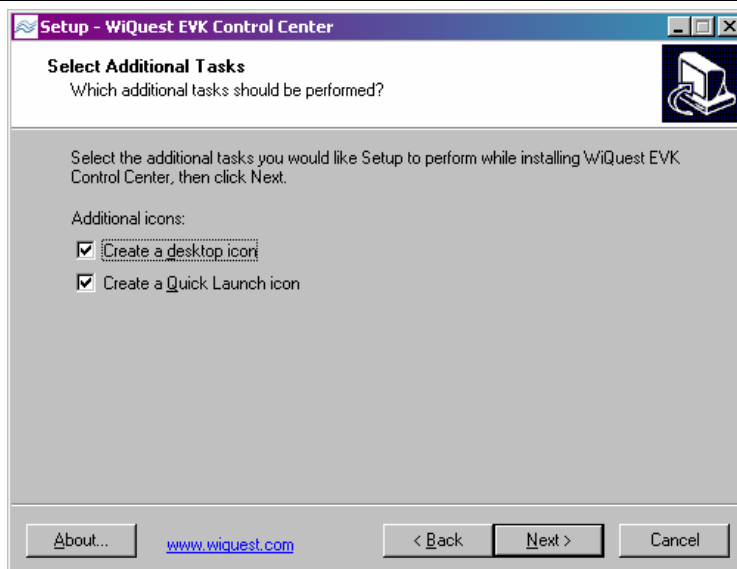 Setup - WiQuest EVK Control Center
Select Additional Tasks
Which additional tasks should be performed?
Select the additional tasks you would like Setup to perform while installing WiQuest EVK
Control Center, then click Next.
Additional icons:
Create a desktop icon
Create a Quick Launch icon
About...
www.wiquest.com
< Back
Next >
Cancel